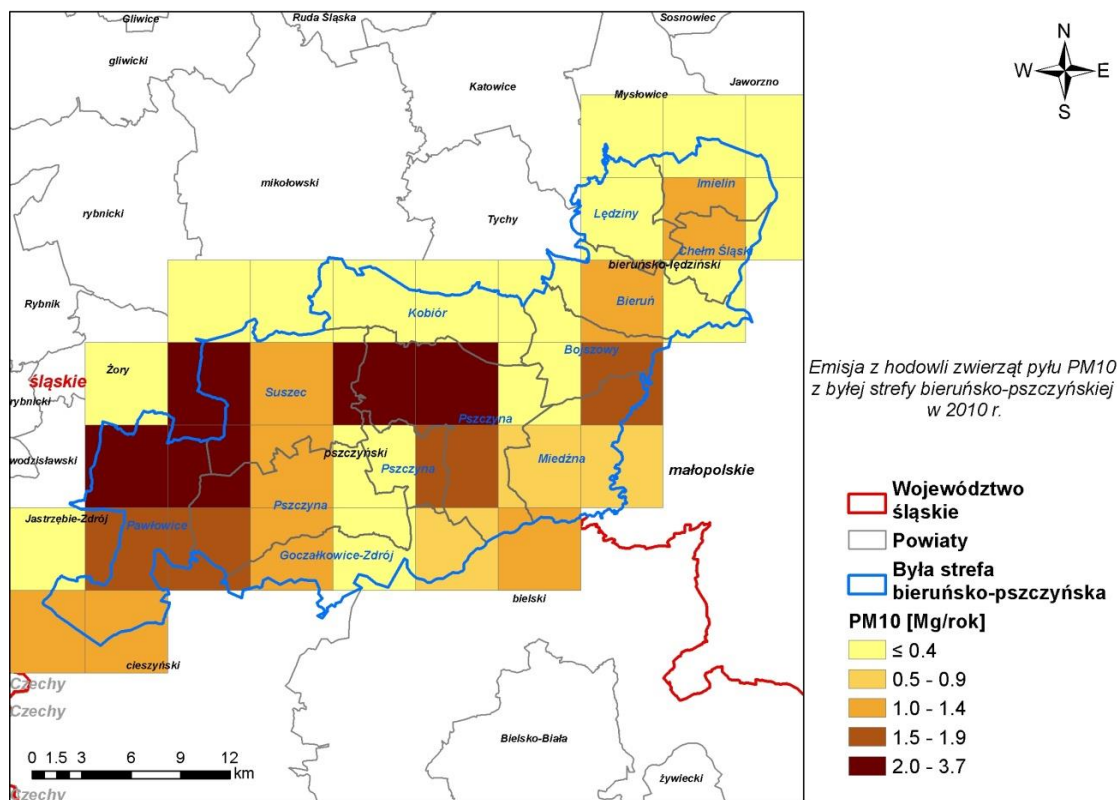 Gliwice
Ruda Śląska
Sosnowiec
gliwicki
Katowice
Jaworzno
Mysłowice
N
W E
S
mikołowski
Imielin
Lędziny
rybnicki
Tychy
Chełm Śląski
bieruńsko-lędziński
Rybnik
Kobiór
Bieruń
Bojszowy
Żory
śląskie
rybnicki
Suszec
Pszczyna
Emisja z hodowli zwierząt pyłu PM10
z byłej strefy bieruńsko-pszczyńskiej
w 2010 r.
wodzisławski
pszczyński
Pszczyna
Miedźna
małopolskie
Pszczyna
Jastrzębie-Zdrój
Pawłowice
Goczałkowice-Zdrój
bielski
cieszyński
Czechy
Czechy
Bielsko-Biała
żywiecki
Czechy
0 1.5 3 6 9 12
km
Województwo
śląskie
Powiaty
Była strefa
bieruńsko-pszczyńska
PM10 [Mg/rok]
≤ 0.4
0.5 - 0.9
1.0 - 1.4
1.5 - 1.9
2.0 - 3.7